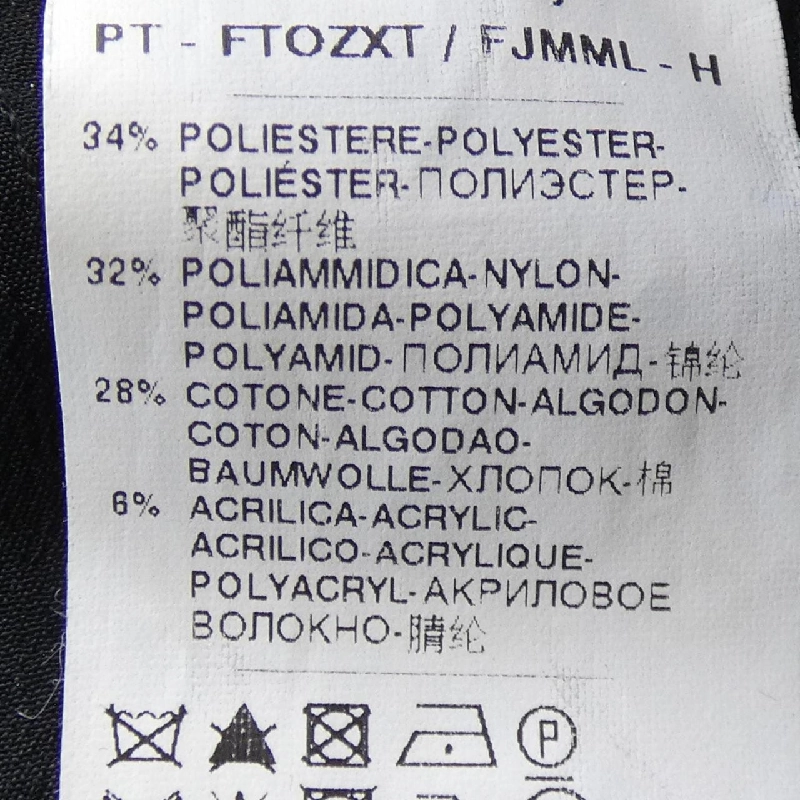 PT - FTOZXT / FJMML - H
34% POLIESTERE-POLYESTER-
POLIÉSTER-ПОЛИЭСТЕР-
聚酯纤维
32% POLIAMMIDICA-NYLON-
POLIAMIDA-POLYAMIDE-
POLYAMID-ПОЛИАМИД-锦纶
28% COTONE-COTTON-ALGODON-
COTON-ALGODAO-
BAUMWOLLE-ХЛОПОК-棉
6% ACRILICA-ACRYLIC-
ACRILICO-ACRYLIQUE-
POLYACRYL-АКРИЛОВОЕ
ВОЛОКНО-腈纶
P